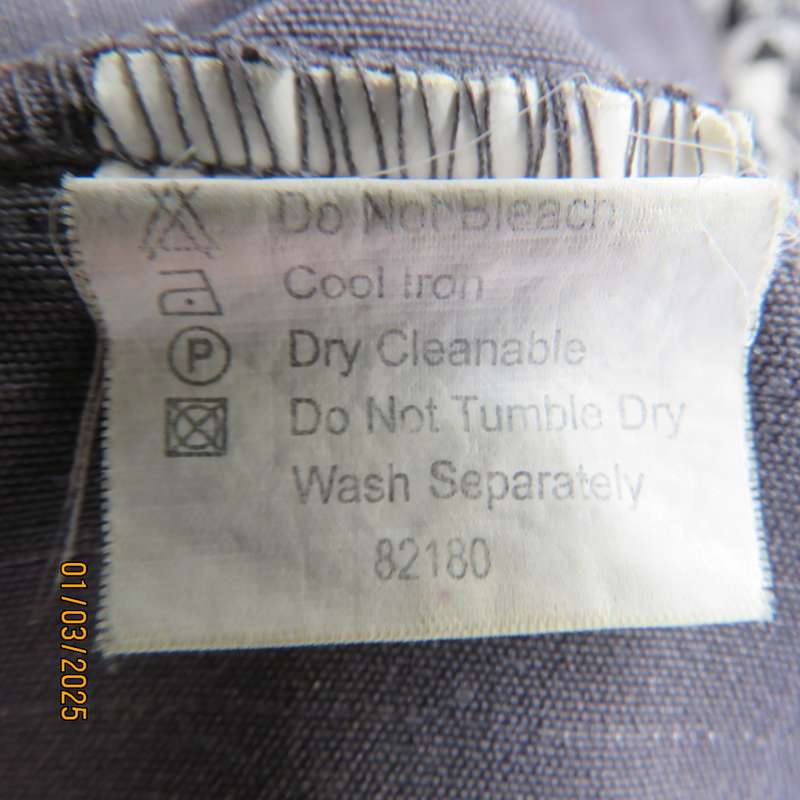 Do Not Bleach
Cool Iron
P Dry Cleanable
Do Not Tumble Dry
Wash Separately
82180
01/03/2025